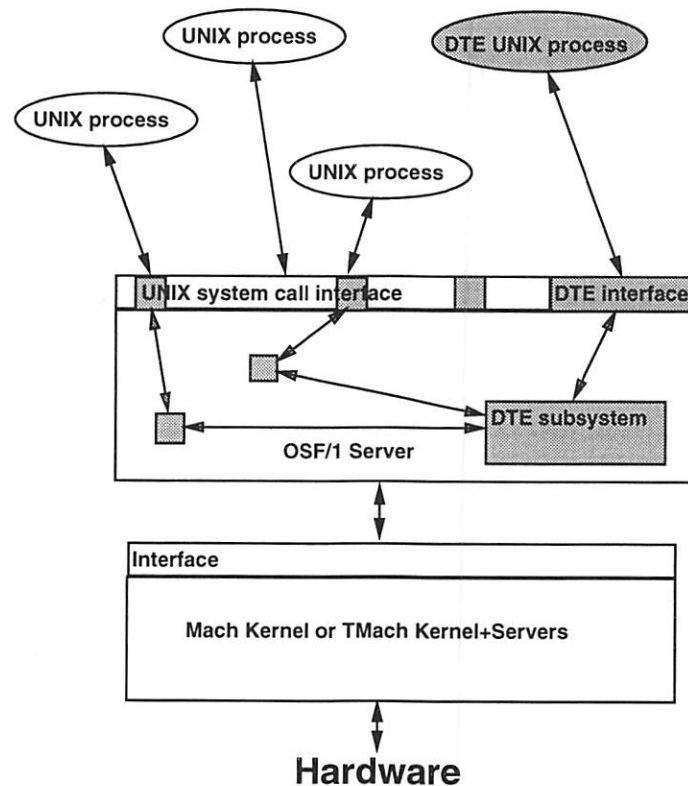 UNIX process
DTE UNIX process
UNIX process
UNIX process
UNIX system call interface
DTE interface
DTE subsystem
OSF/1 Server
Interface
Mach Kernel or TMach Kernel+Servers
Hardware